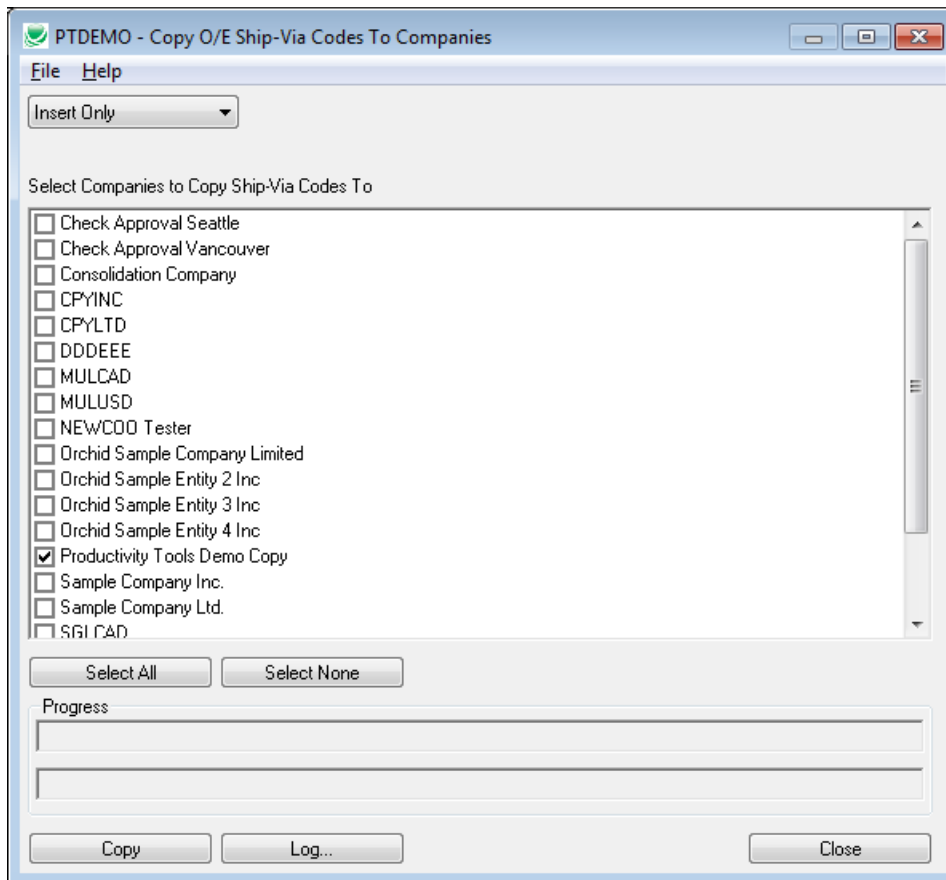 PTDEMO - Copy O/E Ship-Via Codes To Companies
File Help
Insert Only
Select Companies to Copy Ship-Via Codes To
Check Approval Seattle
Check Approval Vancouver
Consolidation Company
CPYINC
CPYLTD
DDDEEE
MULCAD
MULUSD
NEWCOO Tester
Orchid Sample Company Limited
Orchid Sample Entity 2 Inc
Orchid Sample Entity 3 Inc
Orchid Sample Entity 4 Inc
Productivity Tools Demo Copy
Sample Company Inc.
Sample Company Ltd.
SGLCAD
Select All Select None
Progress
Copy Log... Close